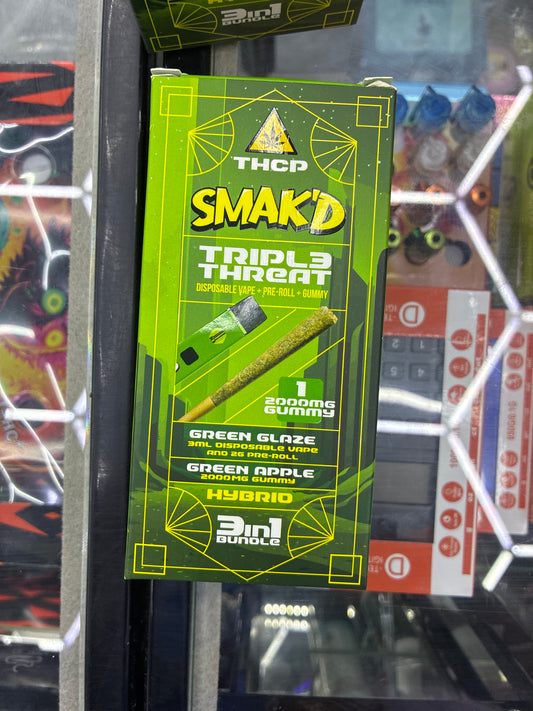 3in1
BUNDLE
THCP
SMAK'D
TRIPL3
THREAT
DISPOSABLE VAPE + PRE-ROLL + GUMMY
1
2000MG
GUMMY
GREEN GLAZE
3ML DISPOSABLE VAPE
AND 2G PRE-ROLL
GREEN APPLE
2000MG GUMMY
HYBRID
3in1
BUNDLE